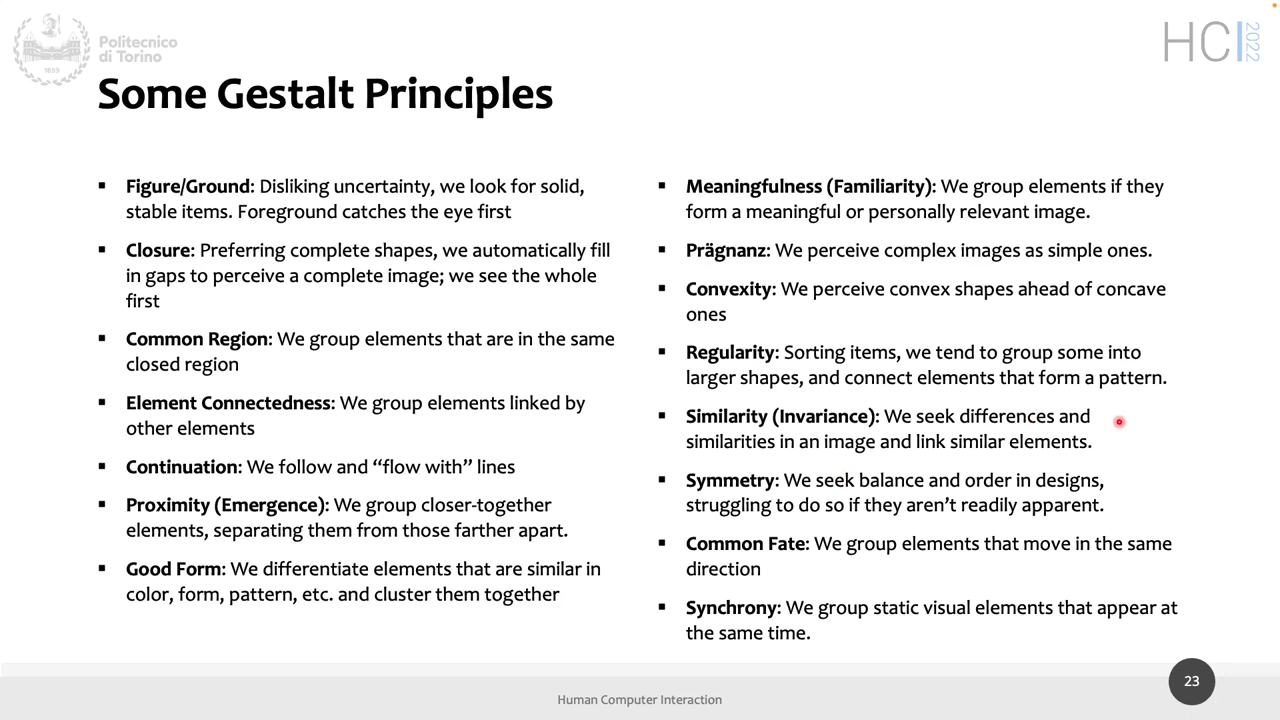 Politecnico
di Torino
1859
HCI 2022
Some Gestalt Principles
▪ Figure/Ground: Disliking uncertainty, we look for solid,
stable items. Foreground catches the eye first
▪ Closure: Preferring complete shapes, we automatically fill
in gaps to perceive a complete image; we see the whole
first
▪ Common Region: We group elements that are in the same
closed region
▪ Element Connectedness: We group elements linked by
other elements
▪ Continuation: We follow and “flow with” lines
▪ Proximity (Emergence): We group closer-together
elements, separating them from those farther apart.
▪ Good Form: We differentiate elements that are similar in
color, form, pattern, etc. and cluster them together
▪ Meaningfulness (Familiarity): We group elements if they
form a meaningful or personally relevant image.
▪ Prägnanz: We perceive complex images as simple ones.
▪ Convexity: We perceive convex shapes ahead of concave
ones
▪ Regularity: Sorting items, we tend to group some into
larger shapes, and connect elements that form a pattern.
▪ Similarity (Invariance): We seek differences and
similarities in an image and link similar elements.
▪ Symmetry: We seek balance and order in designs,
struggling to do so if they aren’t readily apparent.
▪ Common Fate: We group elements that move in the same
direction
▪ Synchrony: We group static visual elements that appear at
the same time.
Human Computer Interaction
23